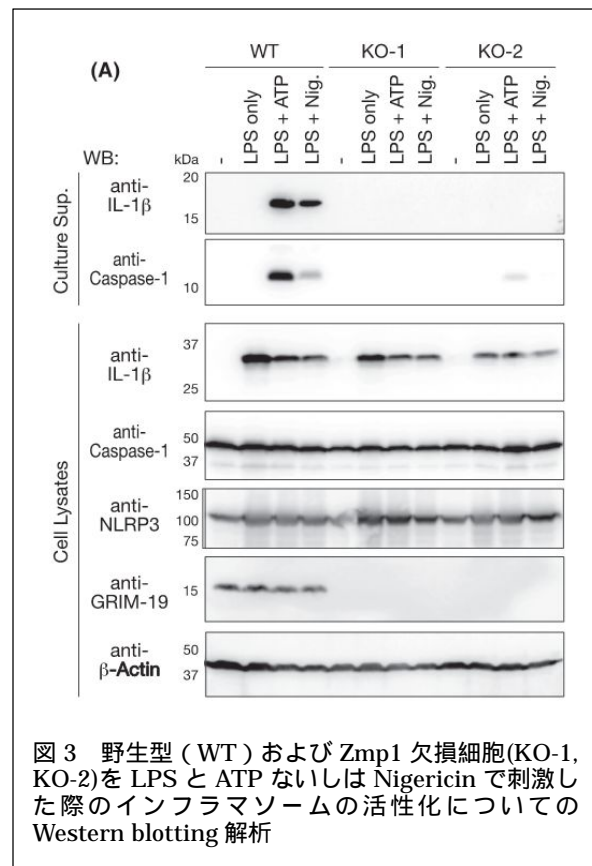 WT KO-1 KO-2
(A)
- LPS only LPS + ATP LPS + Nig. - LPS only LPS + ATP LPS + Nig. - LPS only LPS + ATP LPS + Nig.
WB: kDa
Culture Sup.
anti-
IL-1β
20
15
anti-
Caspase-1
10
Cell Lysates
anti-
IL-1β
37
25
anti-
Caspase-1
50
37
anti-
NLRP3
150
100
75
anti-
GRIM-19
15
anti-
β-Actin
50
37
図 3 野生型（WT）および Zmp1 欠損細胞(KO-1,
KO-2)を LPS と ATP ないしは Nigericin で刺激し
た際のインフラマソームの活性化についての
Western blotting 解析